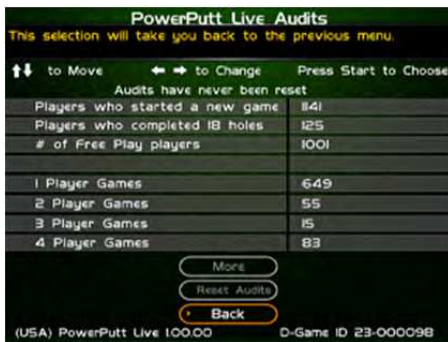 PowerPutt Live Audits
This selection will take you back to the previous menu.
to Move to Change Press Start to Choose
Audits have never been reset
Players who started a new game 1141
Players who completed 18 holes 125
# of Free Play players 1001
1 Player Games 649
2 Player Games 55
3 Player Games 15
4 Player Games 83
More
Reset Audits
Back
(USA) PowerPutt Live 1.00.00 D-Game ID 23-000098